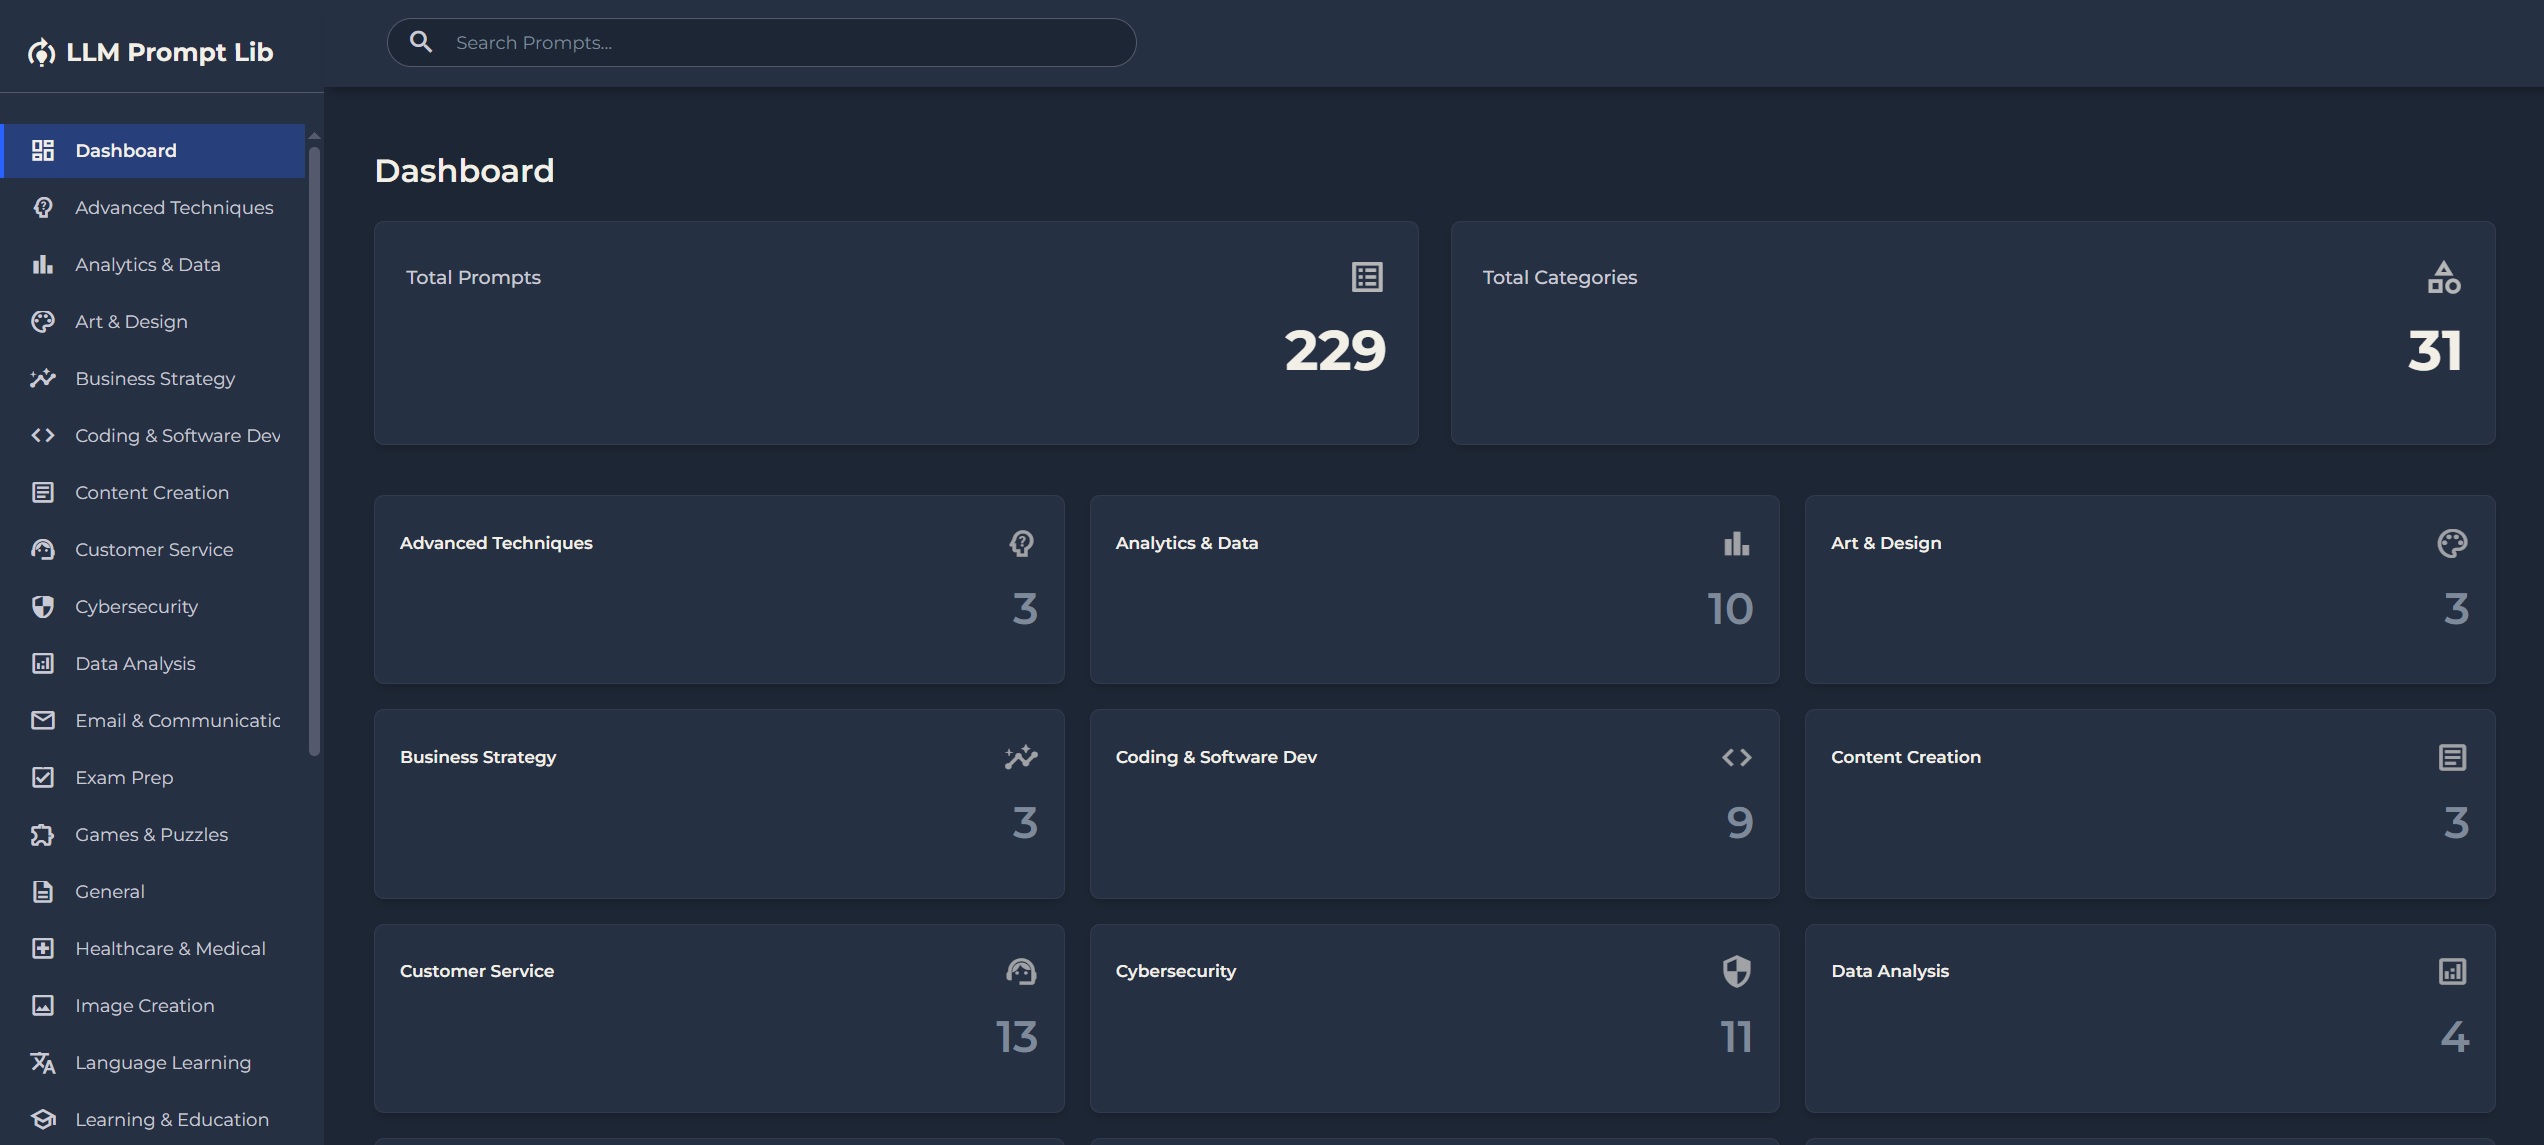 LLM Prompt Lib
Search Prompts...
Dashboard
Advanced Techniques
Analytics & Data
Art & Design
Business Strategy
Coding & Software Dev
Content Creation
Customer Service
Cybersecurity
Data Analysis
Email & Communicatic
Exam Prep
Games & Puzzles
General
Healthcare & Medical
Image Creation
Language Learning
Learning & Education
Dashboard
Total Prompts
229
Total Categories
31
Advanced Techniques
3
Analytics & Data
10
Art & Design
3
Business Strategy
3
Coding & Software Dev
9
Content Creation
3
Customer Service
13
Cybersecurity
11
Data Analysis
4